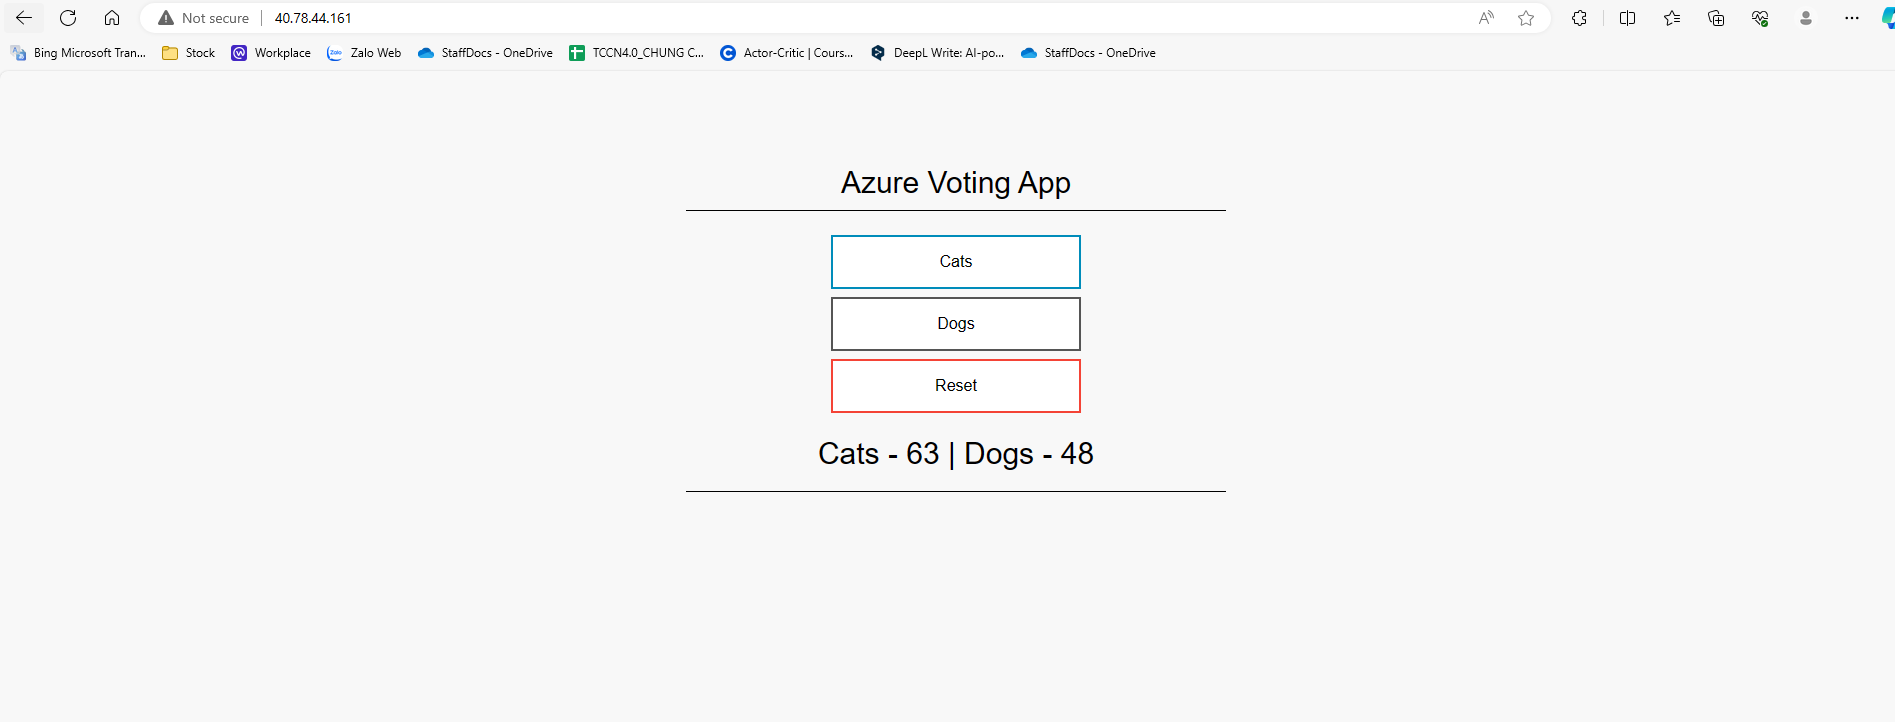 Not secure 40.78.44.161
Bing Microsoft Tran... Stock Workplace Zalo Web StaffDocs - OneDrive TCCN4.0_CHUNG C... Actor-Critic | Cours... DeepL Write: AI-po... StaffDocs - OneDrive
Azure Voting App
Cats
Dogs
Reset
Cats - 63 | Dogs - 48